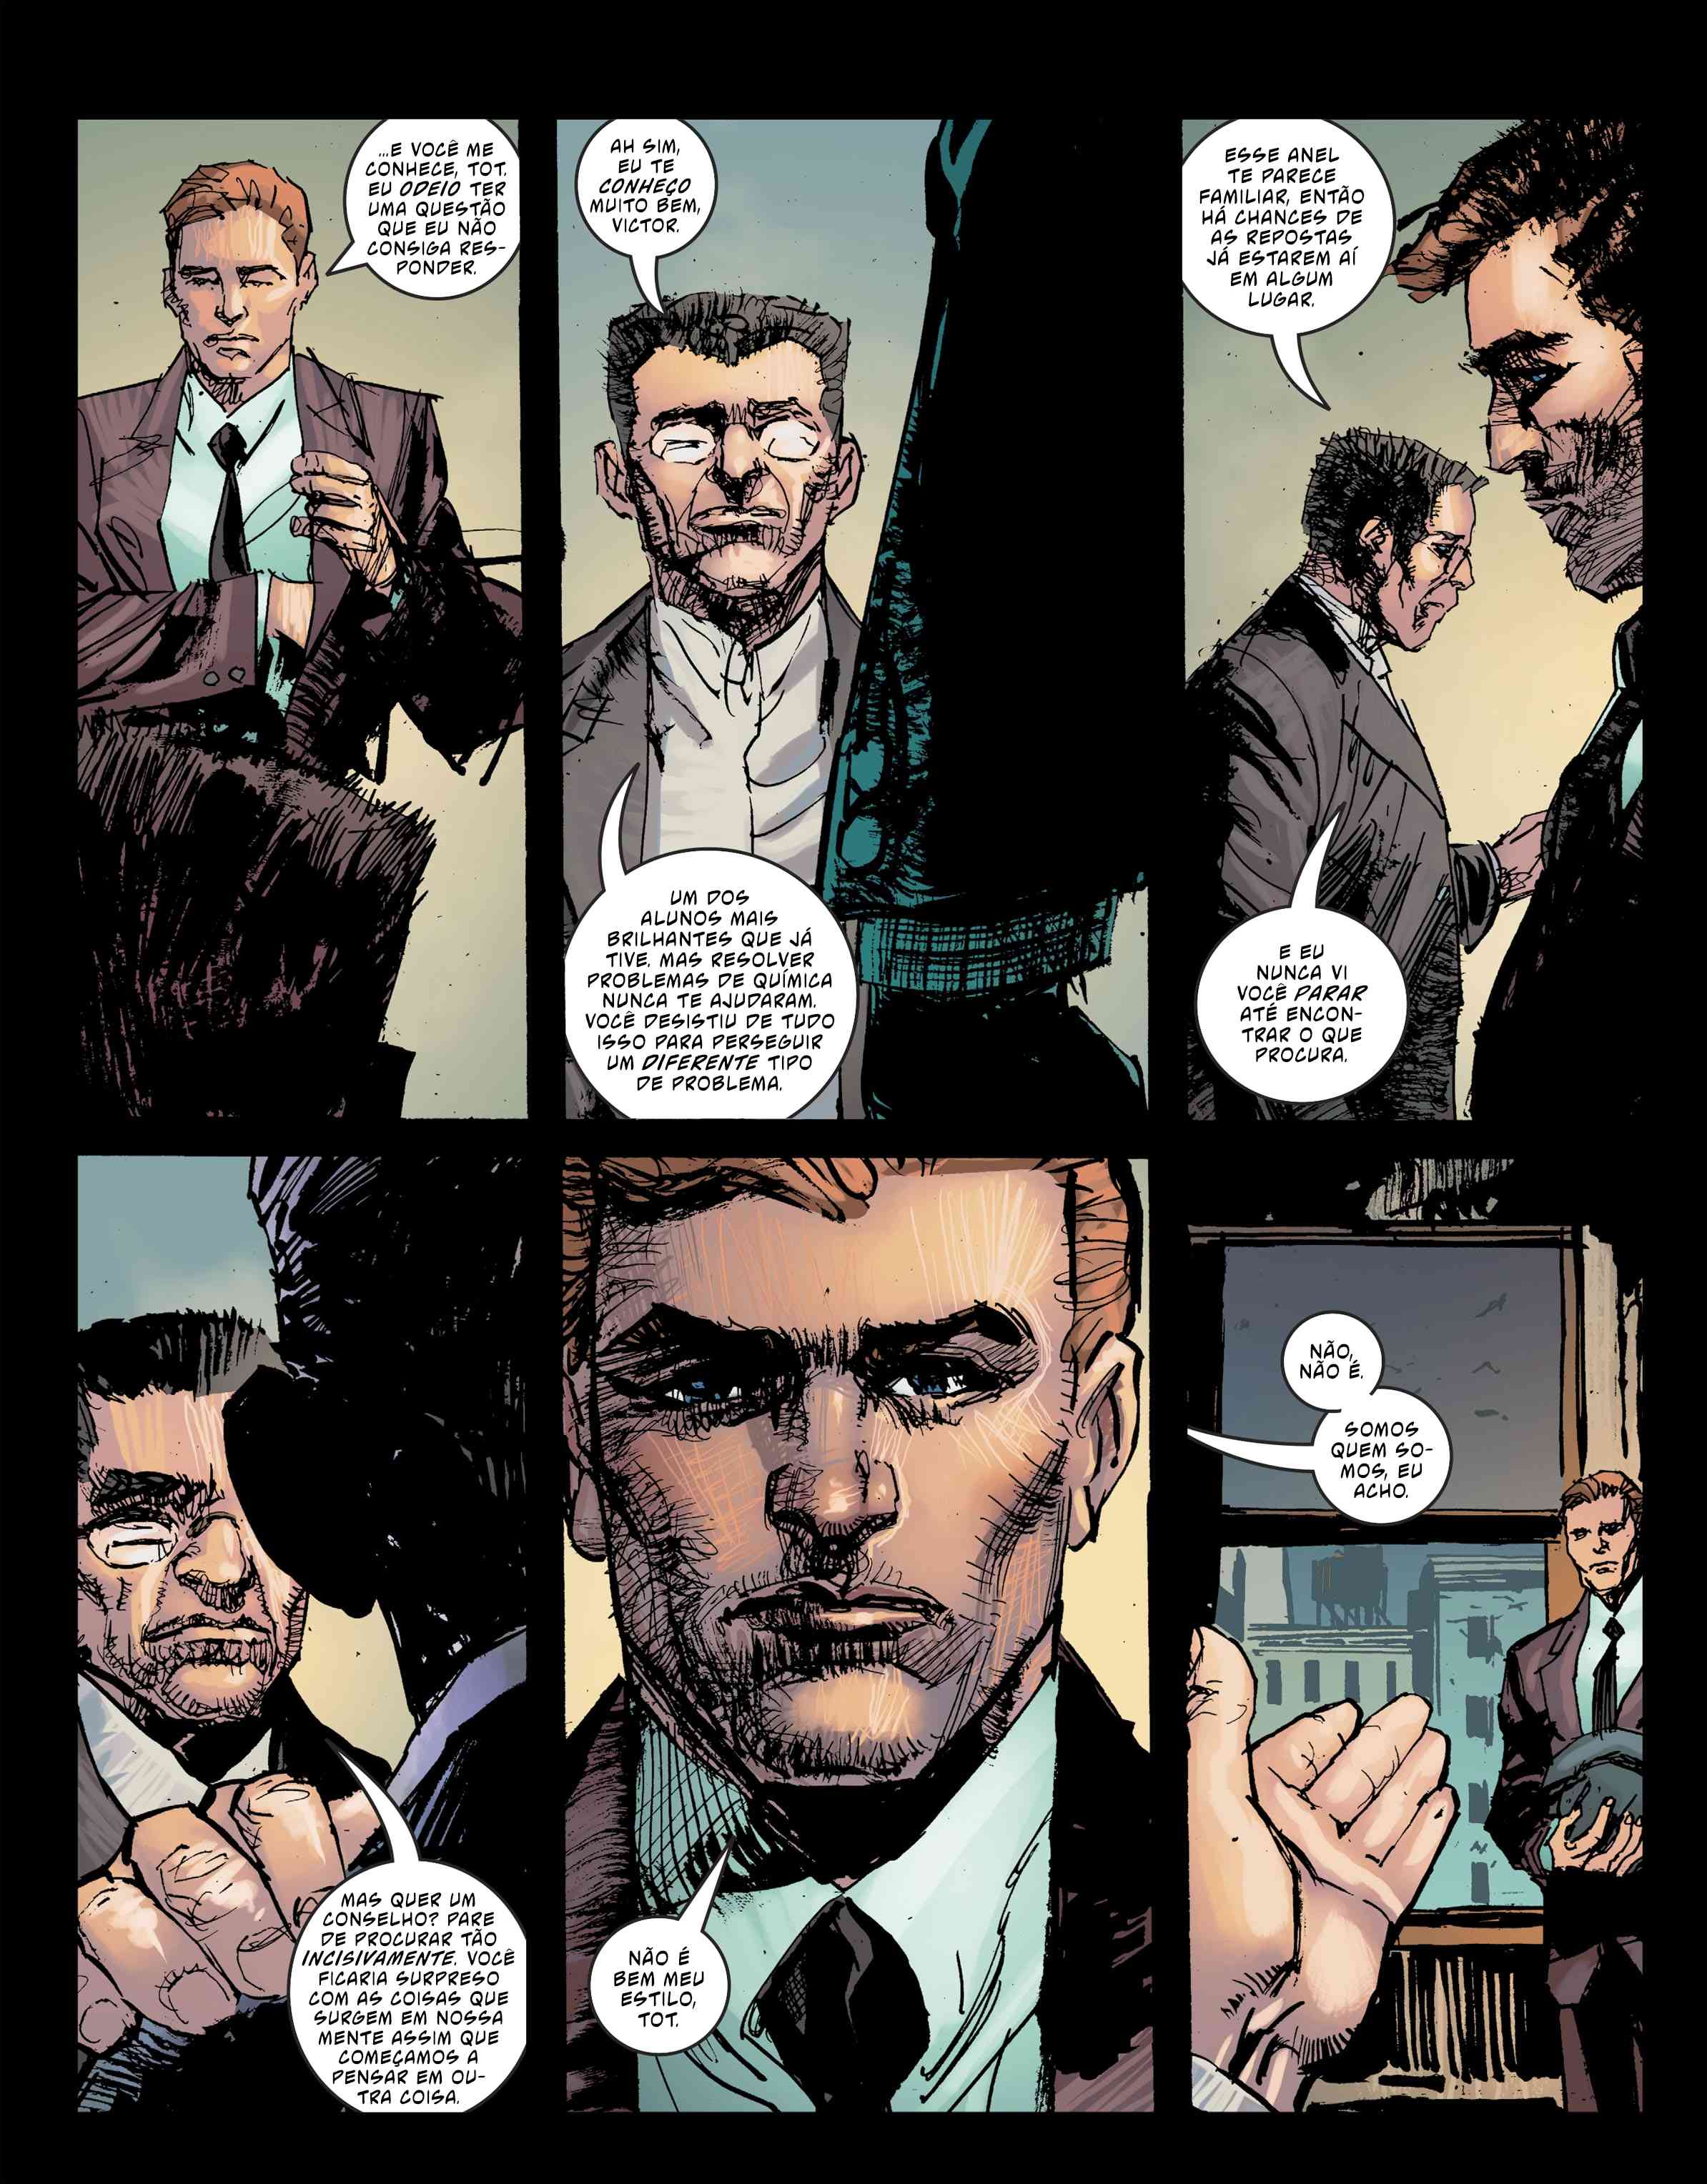 ...E VOCÊ ME
CONHECE, TOT.
EU ODEIO TER
UMA QUESTÃO
QUE EU NÃO
CONSIGA RES-
PONDER.
AH SIM,
EU TE
CONHEÇO
MUITO BEM,
VICTOR.
UM DOS
ALUNOS MAIS
BRILHANTES QUE JÁ
TIVE. MAS RESOLVER
PROBLEMAS DE QUÍMICA
NUNCA TE AJUDARAM.
VOCÊ DESISTIU DE TUDO
ISSO PARA PERSEGUIR
UM DIFERENTE TIPO
DE PROBLEMA.
ESSE ANEL
TE PARECE
FAMILIAR, ENTÃO
HÁ CHANCES DE
AS REPOSTAS
JÁ ESTAREM AÍ
EM ALGUM
LUGAR.
E EU
NUNCA VI
VOCÊ PARAR
ATÉ ENCON-
TRAR O QUE
PROCURA.
MAS QUER UM
CONSELHO? PARE
DE PROCURAR TÃO
INCISIVAMENTE. VOCÊ
FICARIA SURPRESO
COM AS COISAS QUE
SURGEM EM NOSSA
MENTE ASSIM QUE
COMEÇAMOS A
PENSAR EM OU-
TRA COISA.
NÃO É
BEM MEU
ESTILO,
TOT.
NÃO,
NÃO É.
SOMOS
QUEM SO-
MOS, EU
ACHO.